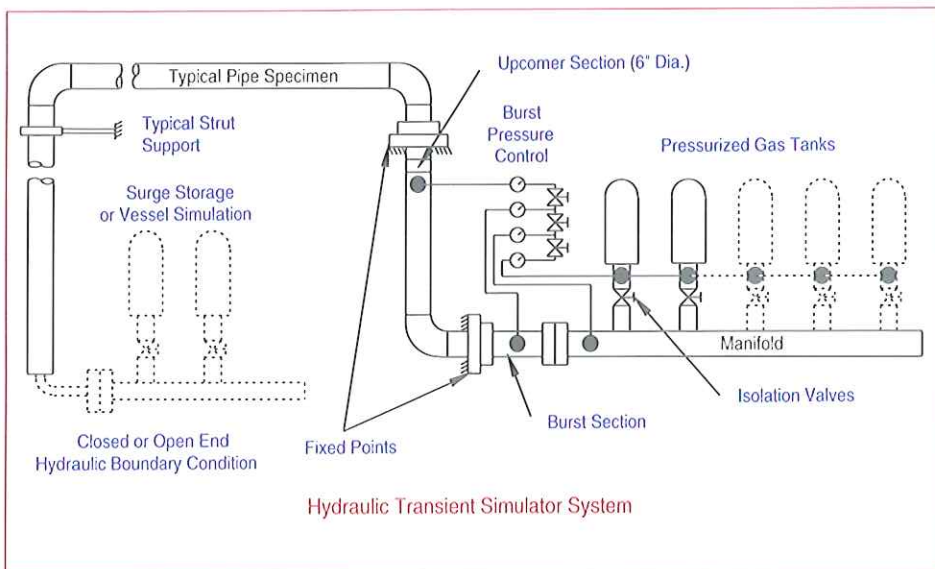 Typical Pipe Specimen
Upcomer Section (6" Dia.)
Typical Strut
Support
Burst
Pressure
Control
Pressurized Gas Tanks
Surge Storage
or Vessel Simulation
Manifold
Isolation Valves
Burst Section
Closed or Open End
Hydraulic Boundary Condition
Fixed Points
Hydraulic Transient Simulator System